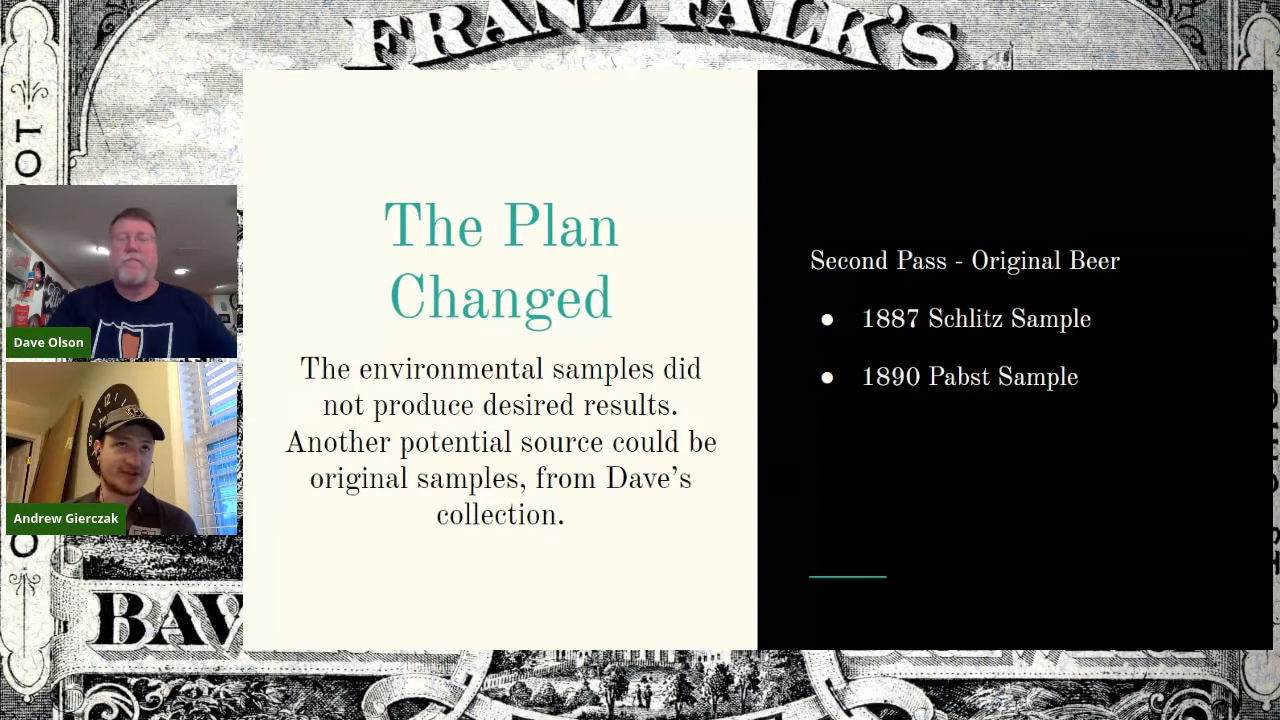 FRANZ FALK'S
The Plan
Changed
The environmental samples did
not produce desired results.
Another potential source could be
original samples, from Dave’s
collection.
Second Pass - Original Beer
● 1887 Schlitz Sample
● 1890 Pabst Sample
Dave Olson
Andrew Gierczak
BAV